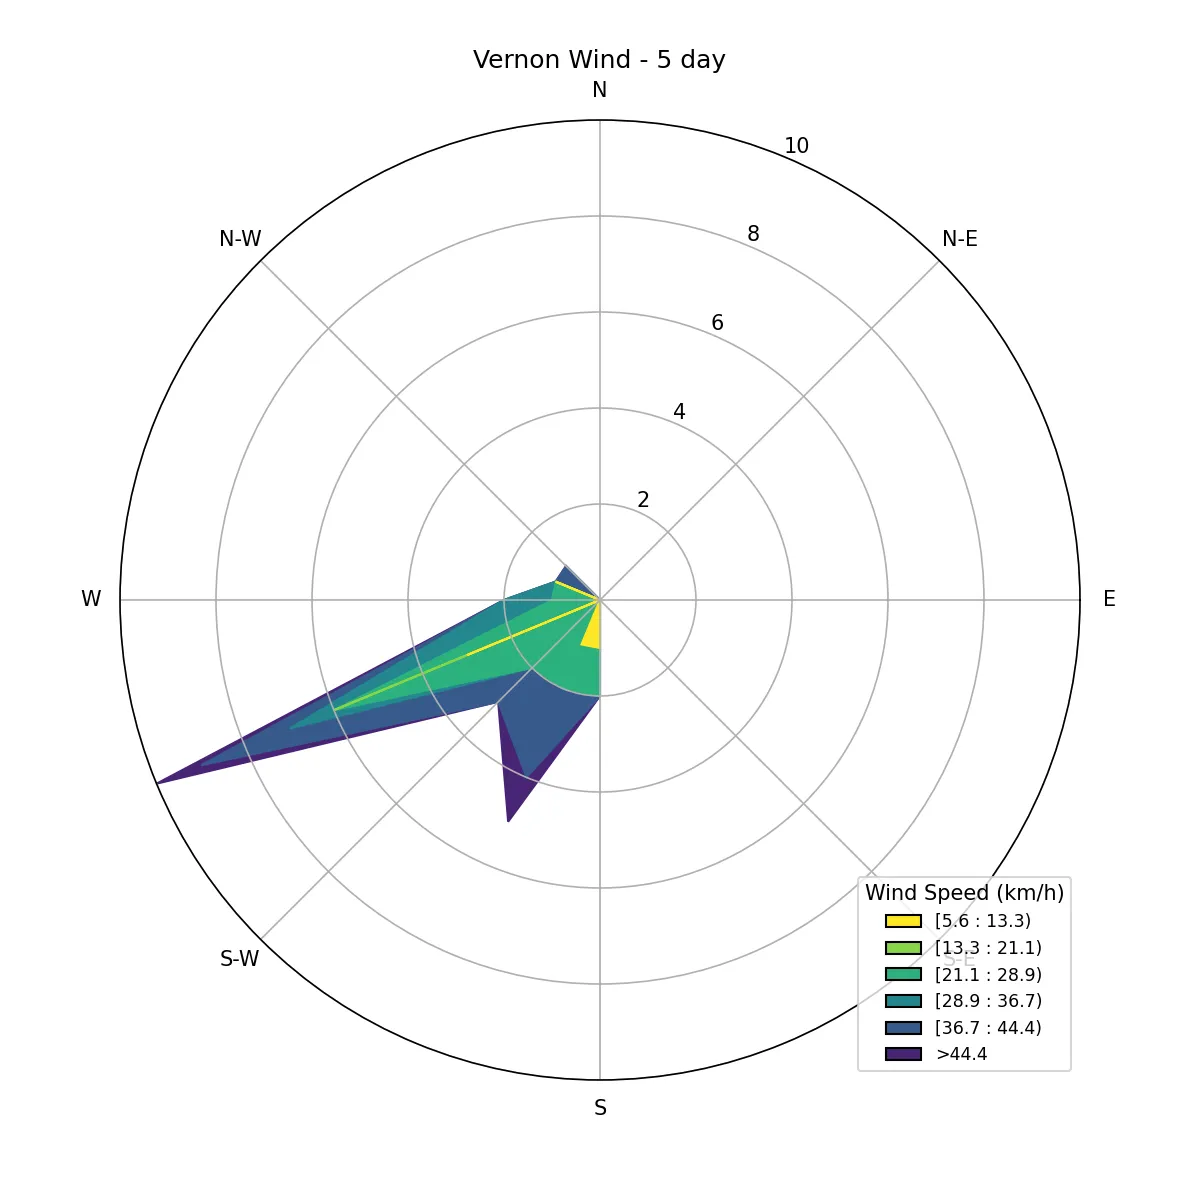 Vernon Wind - 5 day
N
10
N-W
8
N-E
6
4
2
W
E
S-W
S-E
S
Wind Speed (km/h)
[5.6 : 13.3)
[13.3 : 21.1)
[21.1 : 28.9)
[28.9 : 36.7)
[36.7 : 44.4)
>44.4